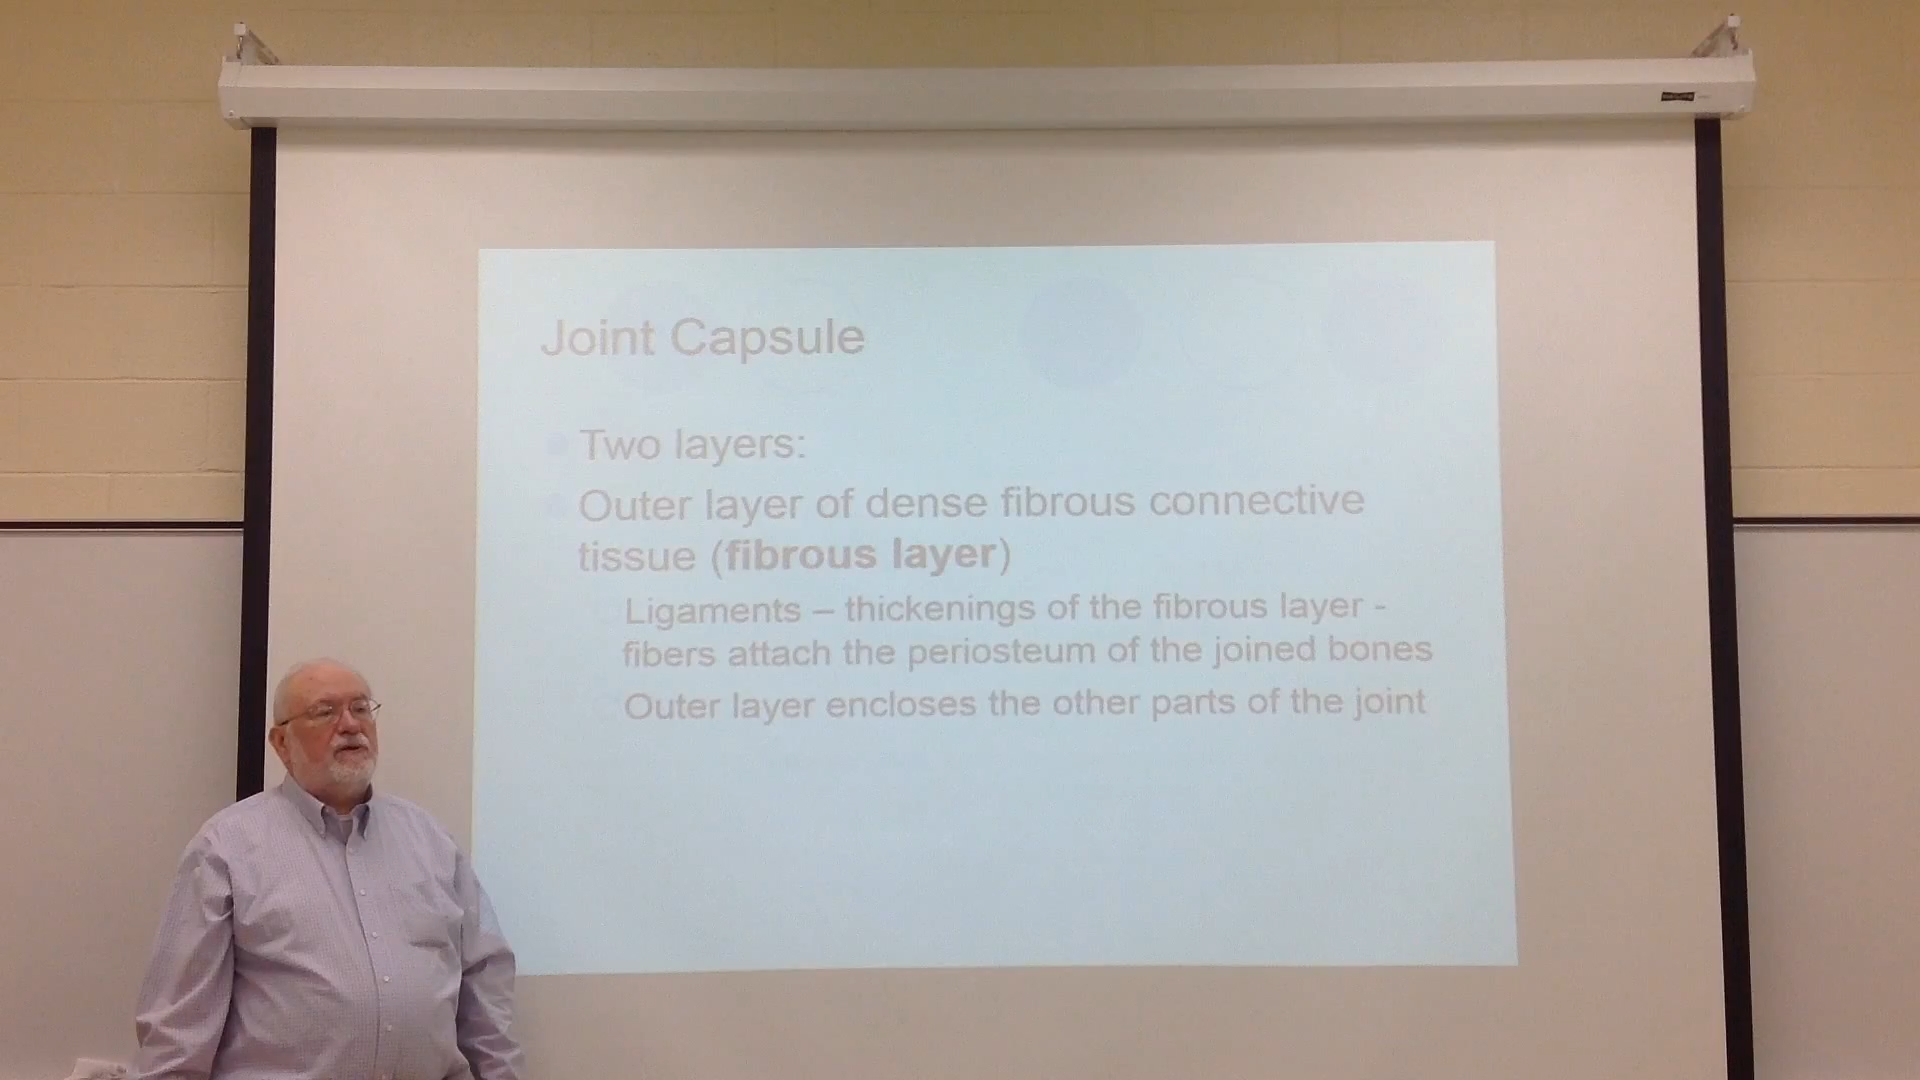 Joint Capsule
Two layers:
Outer layer of dense fibrous connective
tissue (fibrous layer)
Ligaments – thickenings of the fibrous layer -
fibers attach the periosteum of the joined bones
Outer layer encloses the other parts of the joint